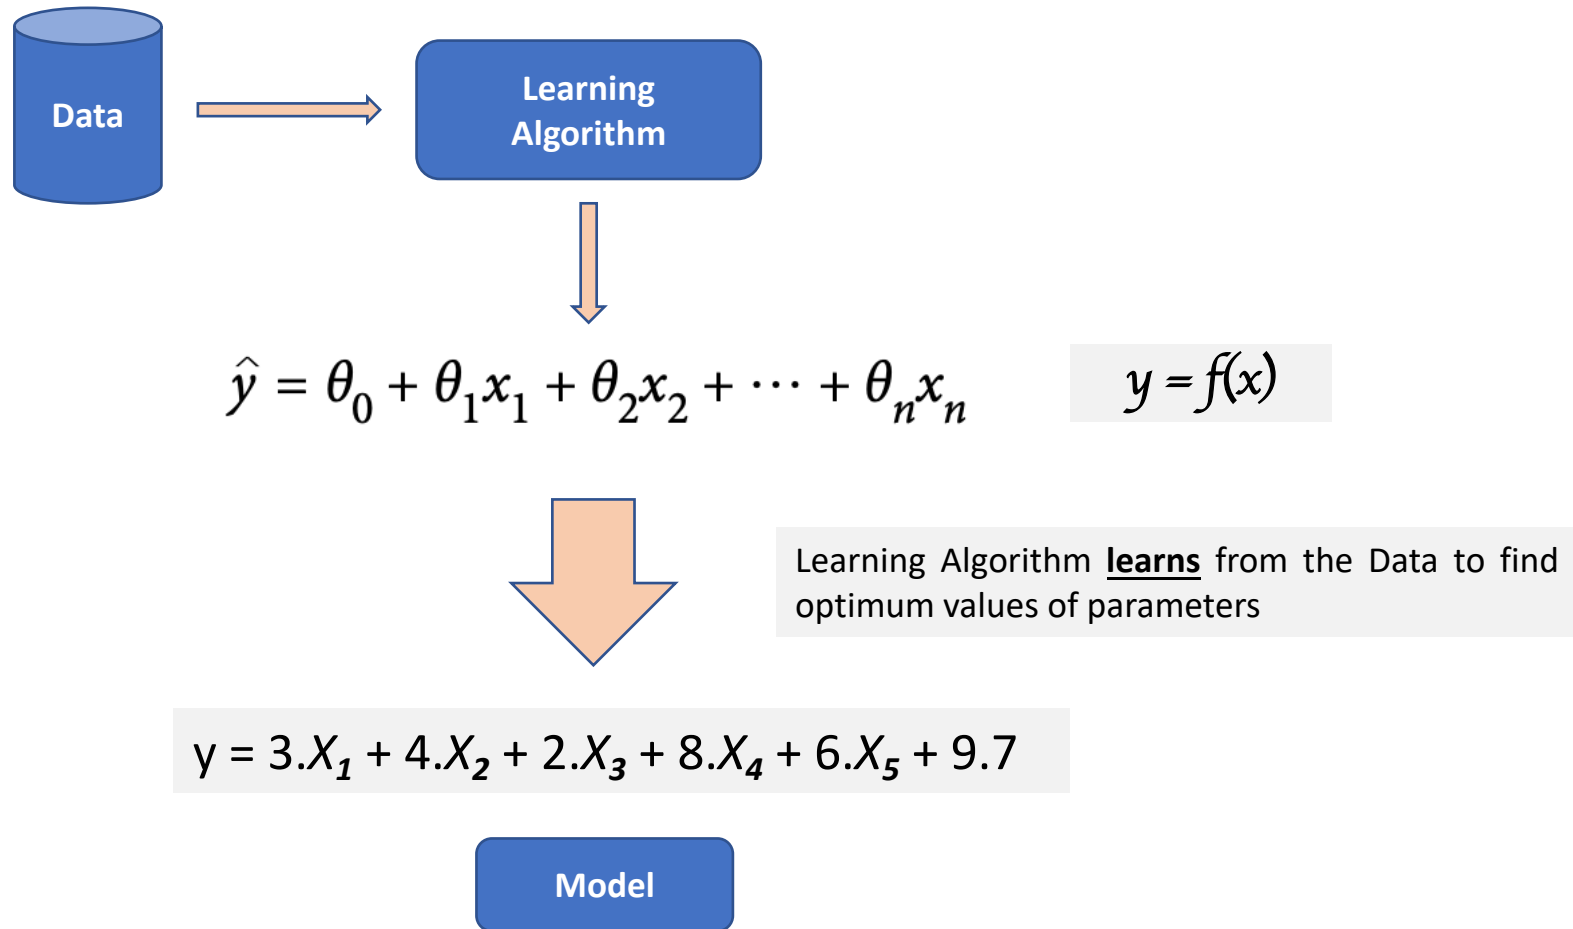 Data
Learning
Algorithm
ŷ = θ₀ + θ₁x₁ + θ₂x₂ + ⋯ + θₙxₙ
y = f(x)
Learning Algorithm learns from the Data to find
optimum values of parameters
y = 3.X₁ + 4.X₂ + 2.X₃ + 8.X₄ + 6.X₅ + 9.7
Model